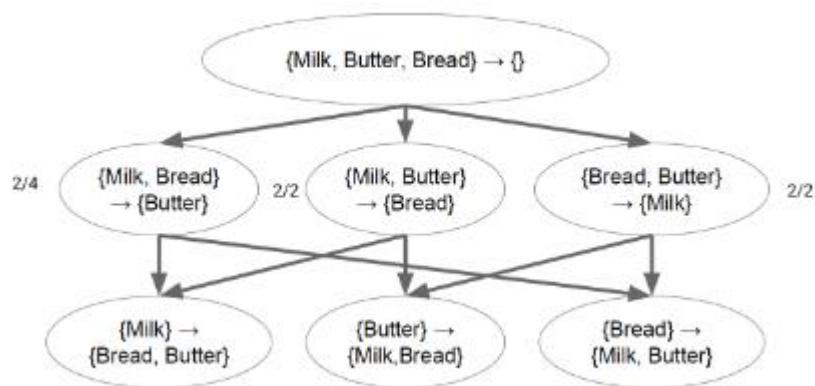 {Milk, Butter, Bread} → {}
2/4
{Milk, Bread}
→ {Butter}
2/2
{Milk, Butter}
→ {Bread}
{Bread, Butter}
→ {Milk}
2/2
{Milk} →
{Bread, Butter}
{Butter} →
{Milk,Bread}
{Bread} →
{Milk, Butter}